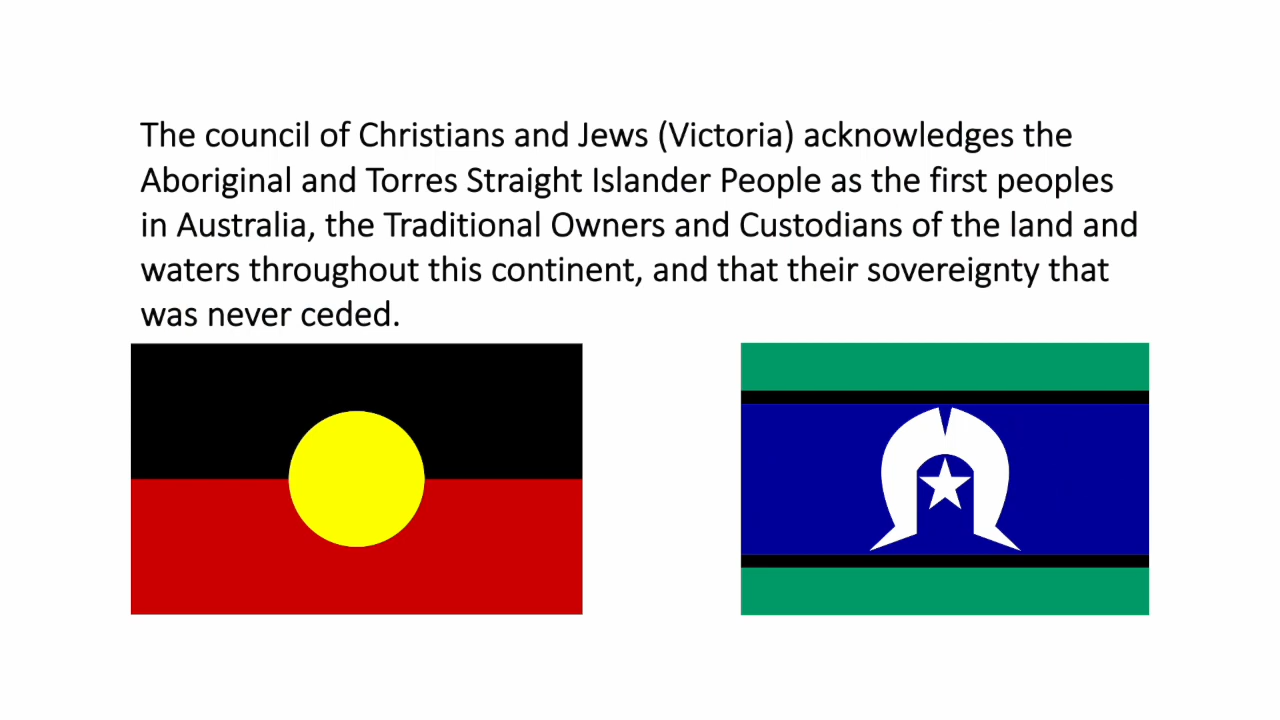 The council of Christians and Jews (Victoria) acknowledges the
Aboriginal and Torres Straight Islander People as the first peoples
in Australia, the Traditional Owners and Custodians of the land and
waters throughout this continent, and that their sovereignty that
was never ceded.